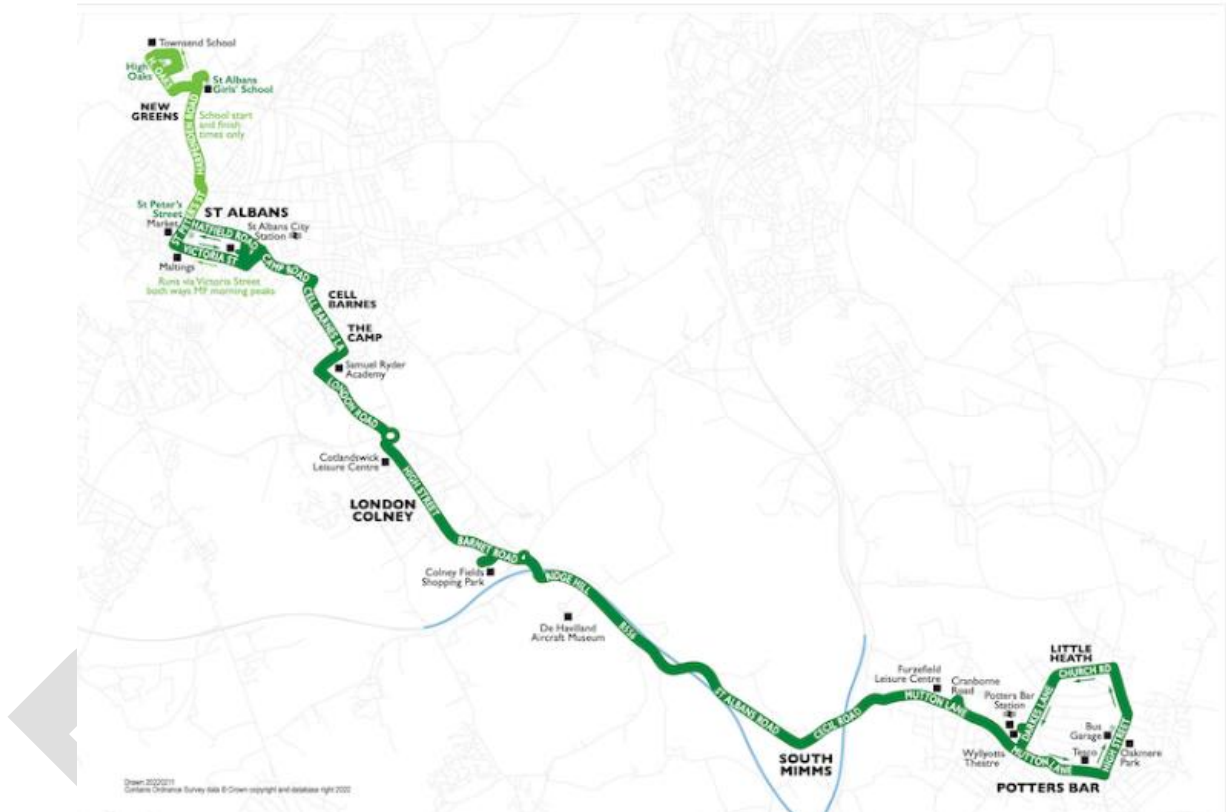 Townsend School
High
Oaks
H. OAKS
St Albans
Girls' School
NEW
GREENS
HARPENDEN ROAD
School start
and finish
times only
St Peter's
Street
Market
ST PETERS ST
ST ALBANS
HATFIELD ROAD
St Albans City
Station
VICTORIA ST
CAMP ROAD
Maltings
Runs via Victoria Street
both ways MF morning peaks
CELL
BARNES
CELL BARNES LA
THE
CAMP
Samuel Ryder
Academy
LONDON ROAD
Cotlandswick
Leisure Centre
HIGH STREET
LONDON
COLNEY
BARNET ROAD
Colney Fields
Shopping Park
RIDGE HILL
De Havilland
Aircraft Museum
B556
ST ALBANS ROAD
SOUTH
MIMMS
CECIL ROAD
Furzefield
Leisure Centre
MUTTON LANE
Cranborne
Road
Potters Bar
Station
Wyllyotts
Theatre
DARKES LANE
LITTLE
HEATH
CHURCH RD
Bus
Garage
Tesco
MUTTON LANE
HIGH STREET
Oakmere
Park
POTTERS BAR
Drawn 20220211
Contains Ordnance Survey data © Crown copyright and database right 2022